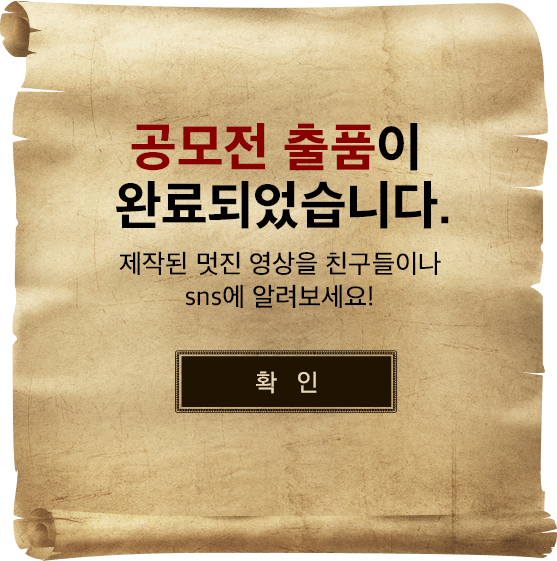 공모전 출품이
완료되었습니다.
제작된 멋진 영상을 친구들이나
sns에 알려보세요!
확 인